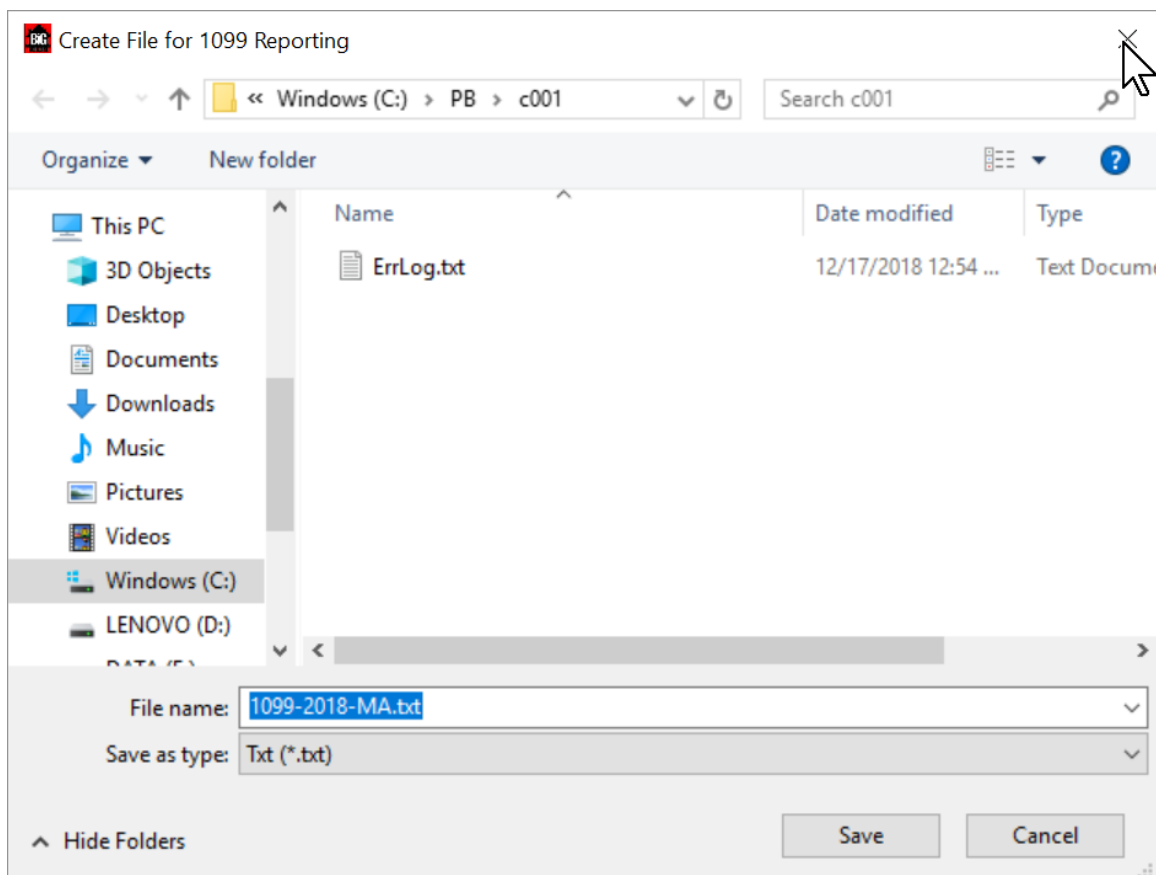 BIG Create File for 1099 Reporting
« Windows (C:) > PB > c001 Search c001
Organize New folder ?
This PC
3D Objects
Desktop
Documents
Downloads
Music
Pictures
Videos
Windows (C:)
LENOVO (D:)
Name Date modified Type
ErrLog.txt 12/17/2018 12:54 ... Text Docume
File name: 1099-2018-MA.txt
Save as type: Txt (*.txt)
Hide Folders Save Cancel